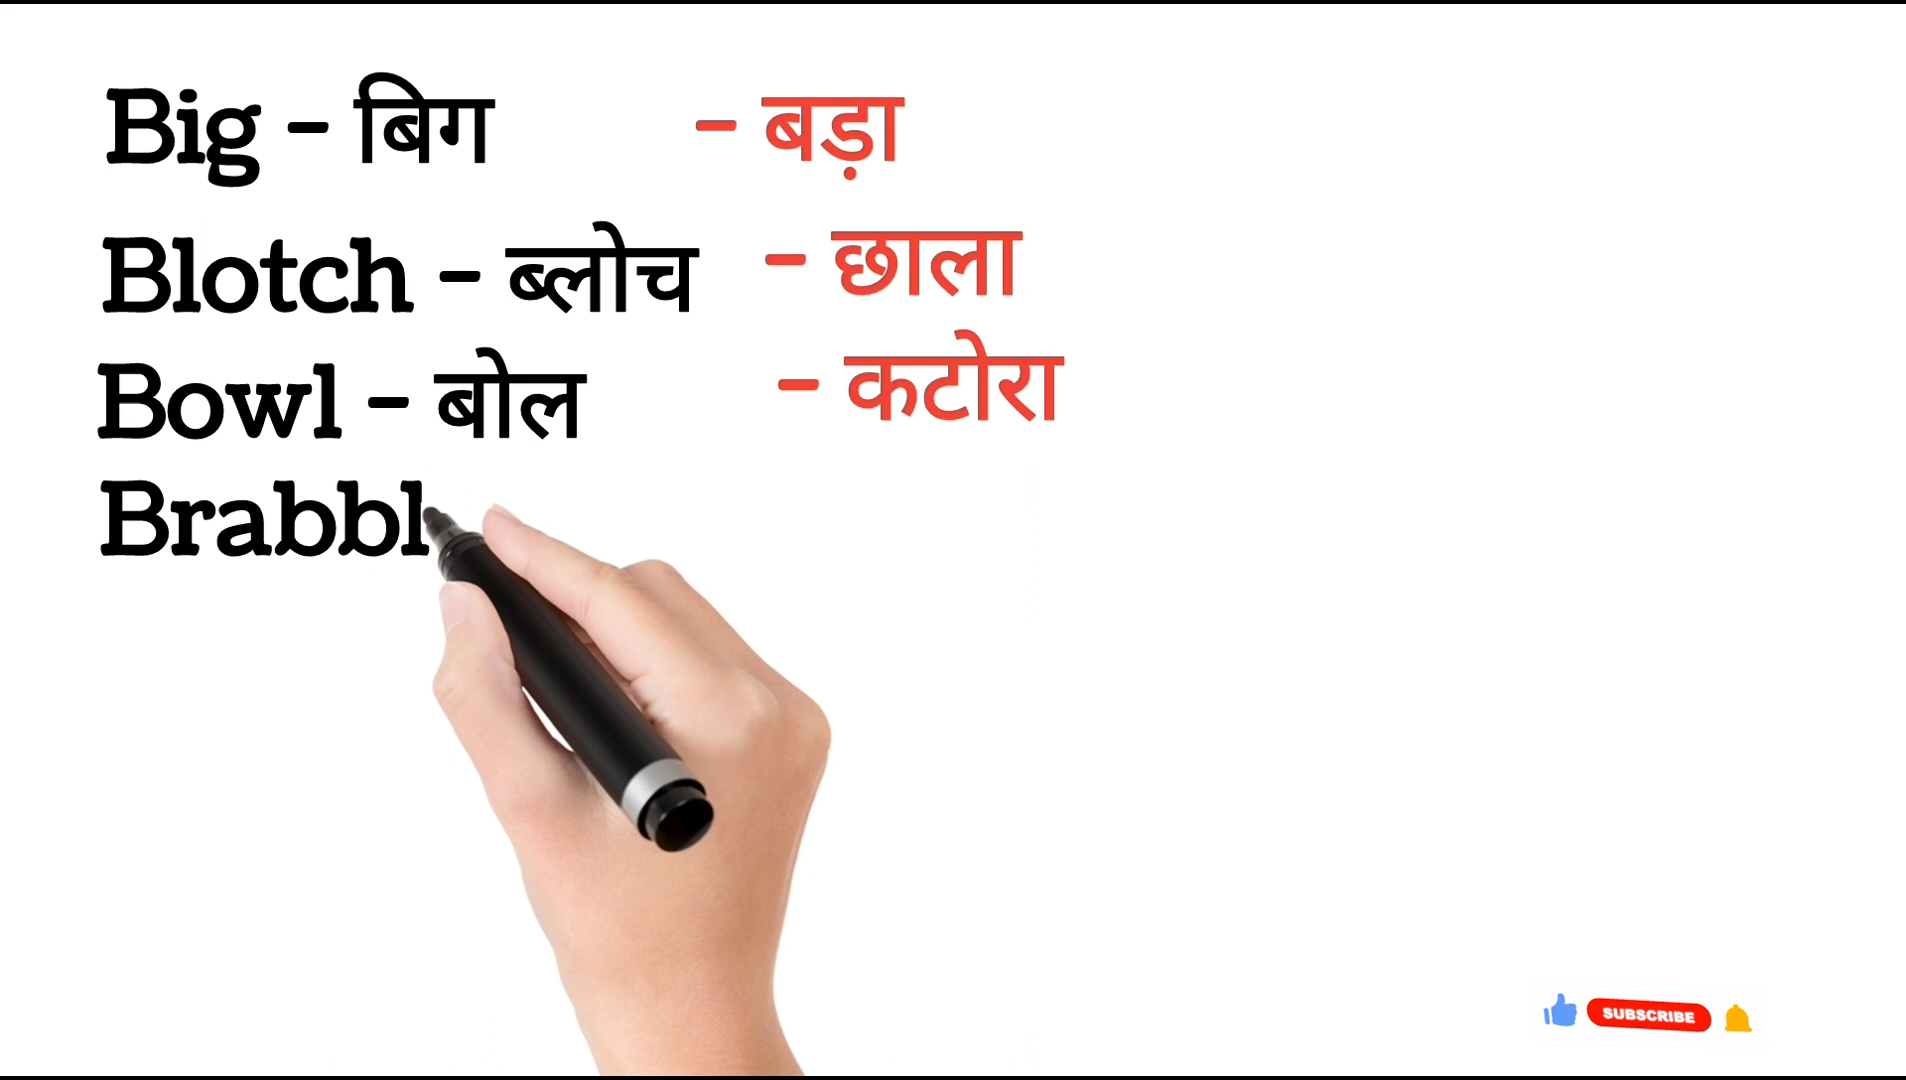 Big - बिग - बड़ा
Blotch - ब्लोच - छाला
Bowl - बोल - कटोरा
Brabbl
SUBSCRIBE